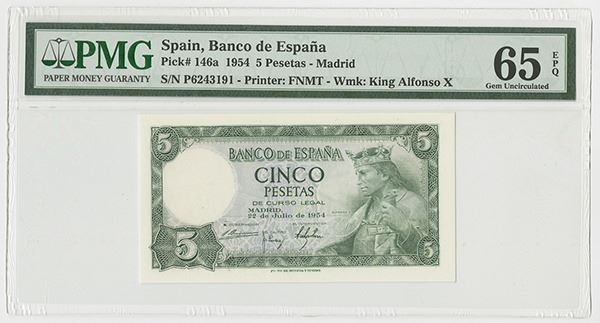 PMG
PAPER MONEY GUARANTY
Spain, Banco de España
Pick# 146a 1954 5 Pesetas - Madrid
S/N P6243191 - Printer: FNMT - Wmk: King Alfonso X
65
EPQ
Gem Uncirculated
5
5
BANCO DE ESPAÑA
CINCO
PESETAS
DE CURSO LEGAL
MADRID,
22 de Julio de 1954
5